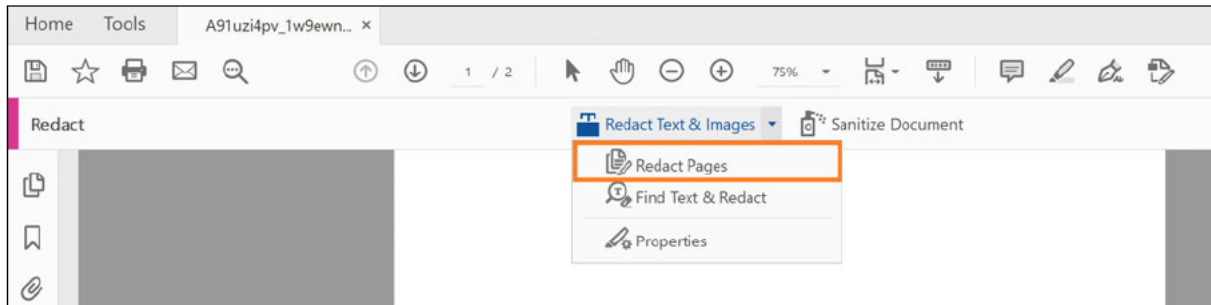 Home Tools A91uzi4pv_1w9ewn... ×
1 / 2 75%
Redact Redact Text & Images Sanitize Document
Redact Pages
Find Text & Redact
Properties